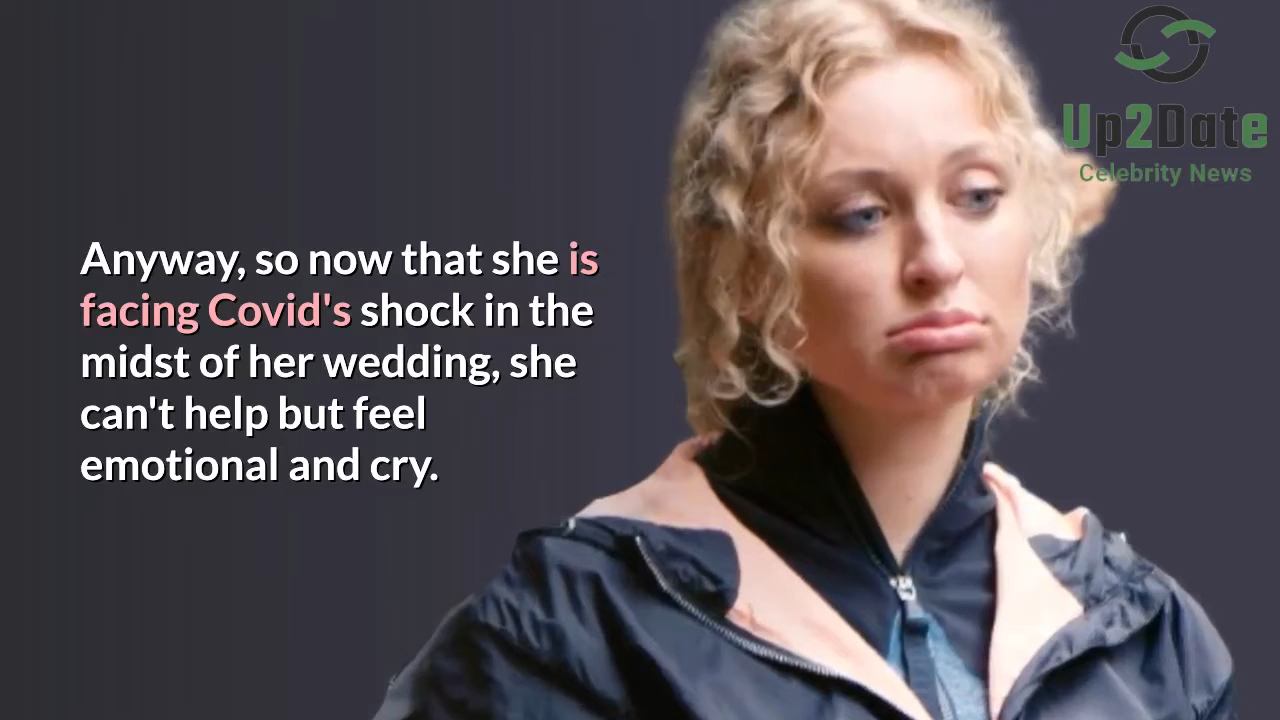 Up2Date
Celebrity News
Anyway, so now that she is
facing Covid's shock in the
midst of her wedding, she
can't help but feel
emotional and cry.